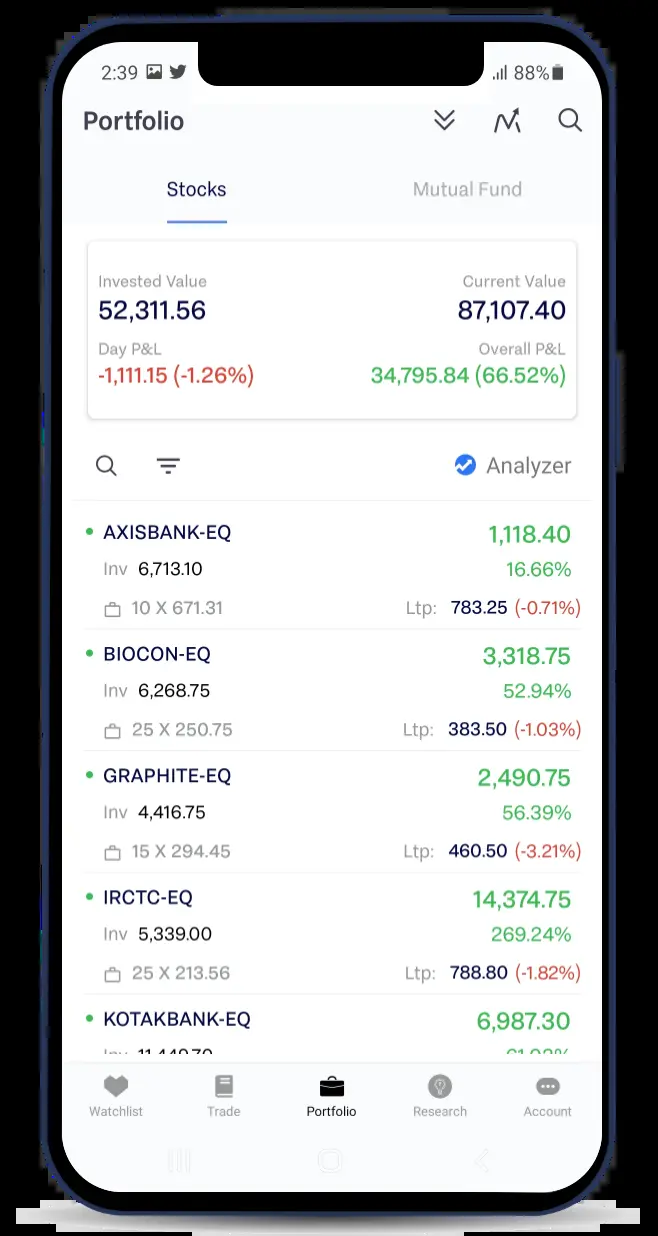 2:39 88%
Portfolio
Stocks Mutual Fund
Invested Value Current Value
52,311.56 87,107.40
Day P&L Overall P&L
-1,111.15 (-1.26%) 34,795.84 (66.52%)
Analyzer
AXISBANK-EQ 1,118.40
Inv 6,713.10 16.66%
10 X 671.31 Ltp: 783.25 (-0.71%)
BIOCON-EQ 3,318.75
Inv 6,268.75 52.94%
25 X 250.75 Ltp: 383.50 (-1.03%)
GRAPHITE-EQ 2,490.75
Inv 4,416.75 56.39%
15 X 294.45 Ltp: 460.50 (-3.21%)
IRCTC-EQ 14,374.75
Inv 5,339.00 269.24%
25 X 213.56 Ltp: 788.80 (-1.82%)
KOTAKBANK-EQ 6,987.30
Watchlist Trade Portfolio Research Account